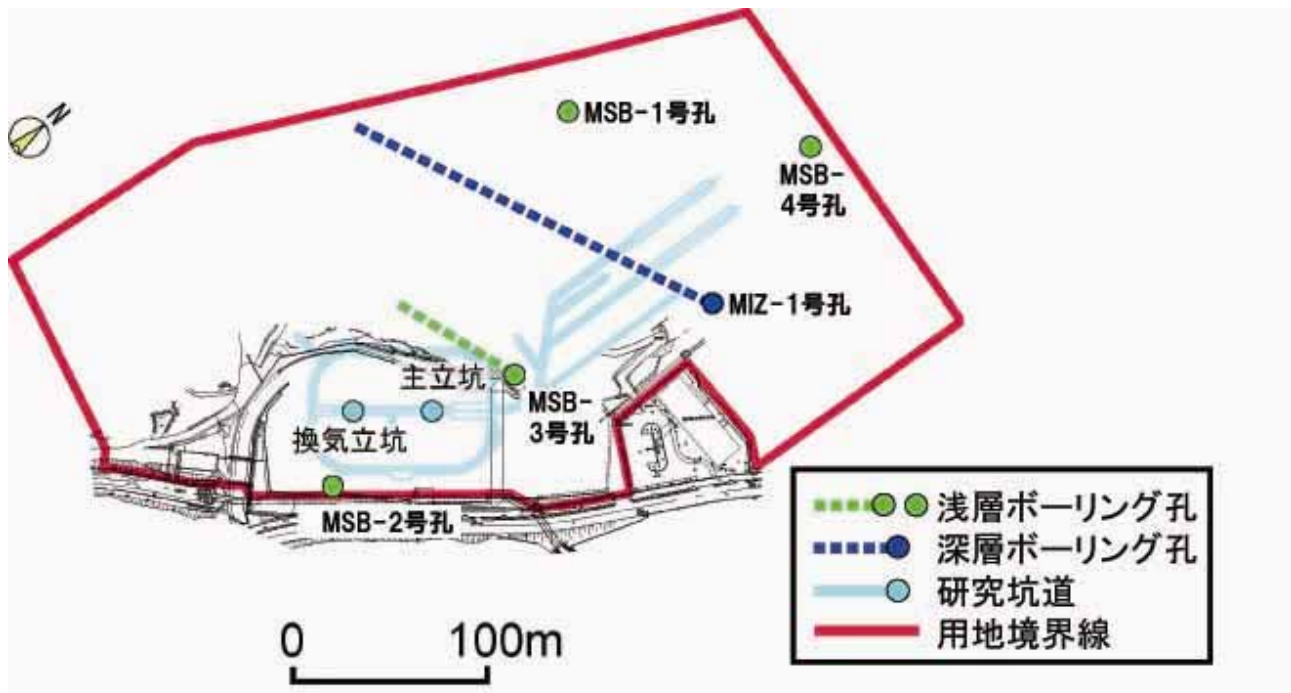 N
MSB-1号孔
MSB-
4号孔
MIZ-1号孔
主立坑
MSB-
3号孔
換気立坑
MSB-2号孔
浅層ボーリング孔
深層ボーリング孔
研究坑道
用地境界線
0 100m